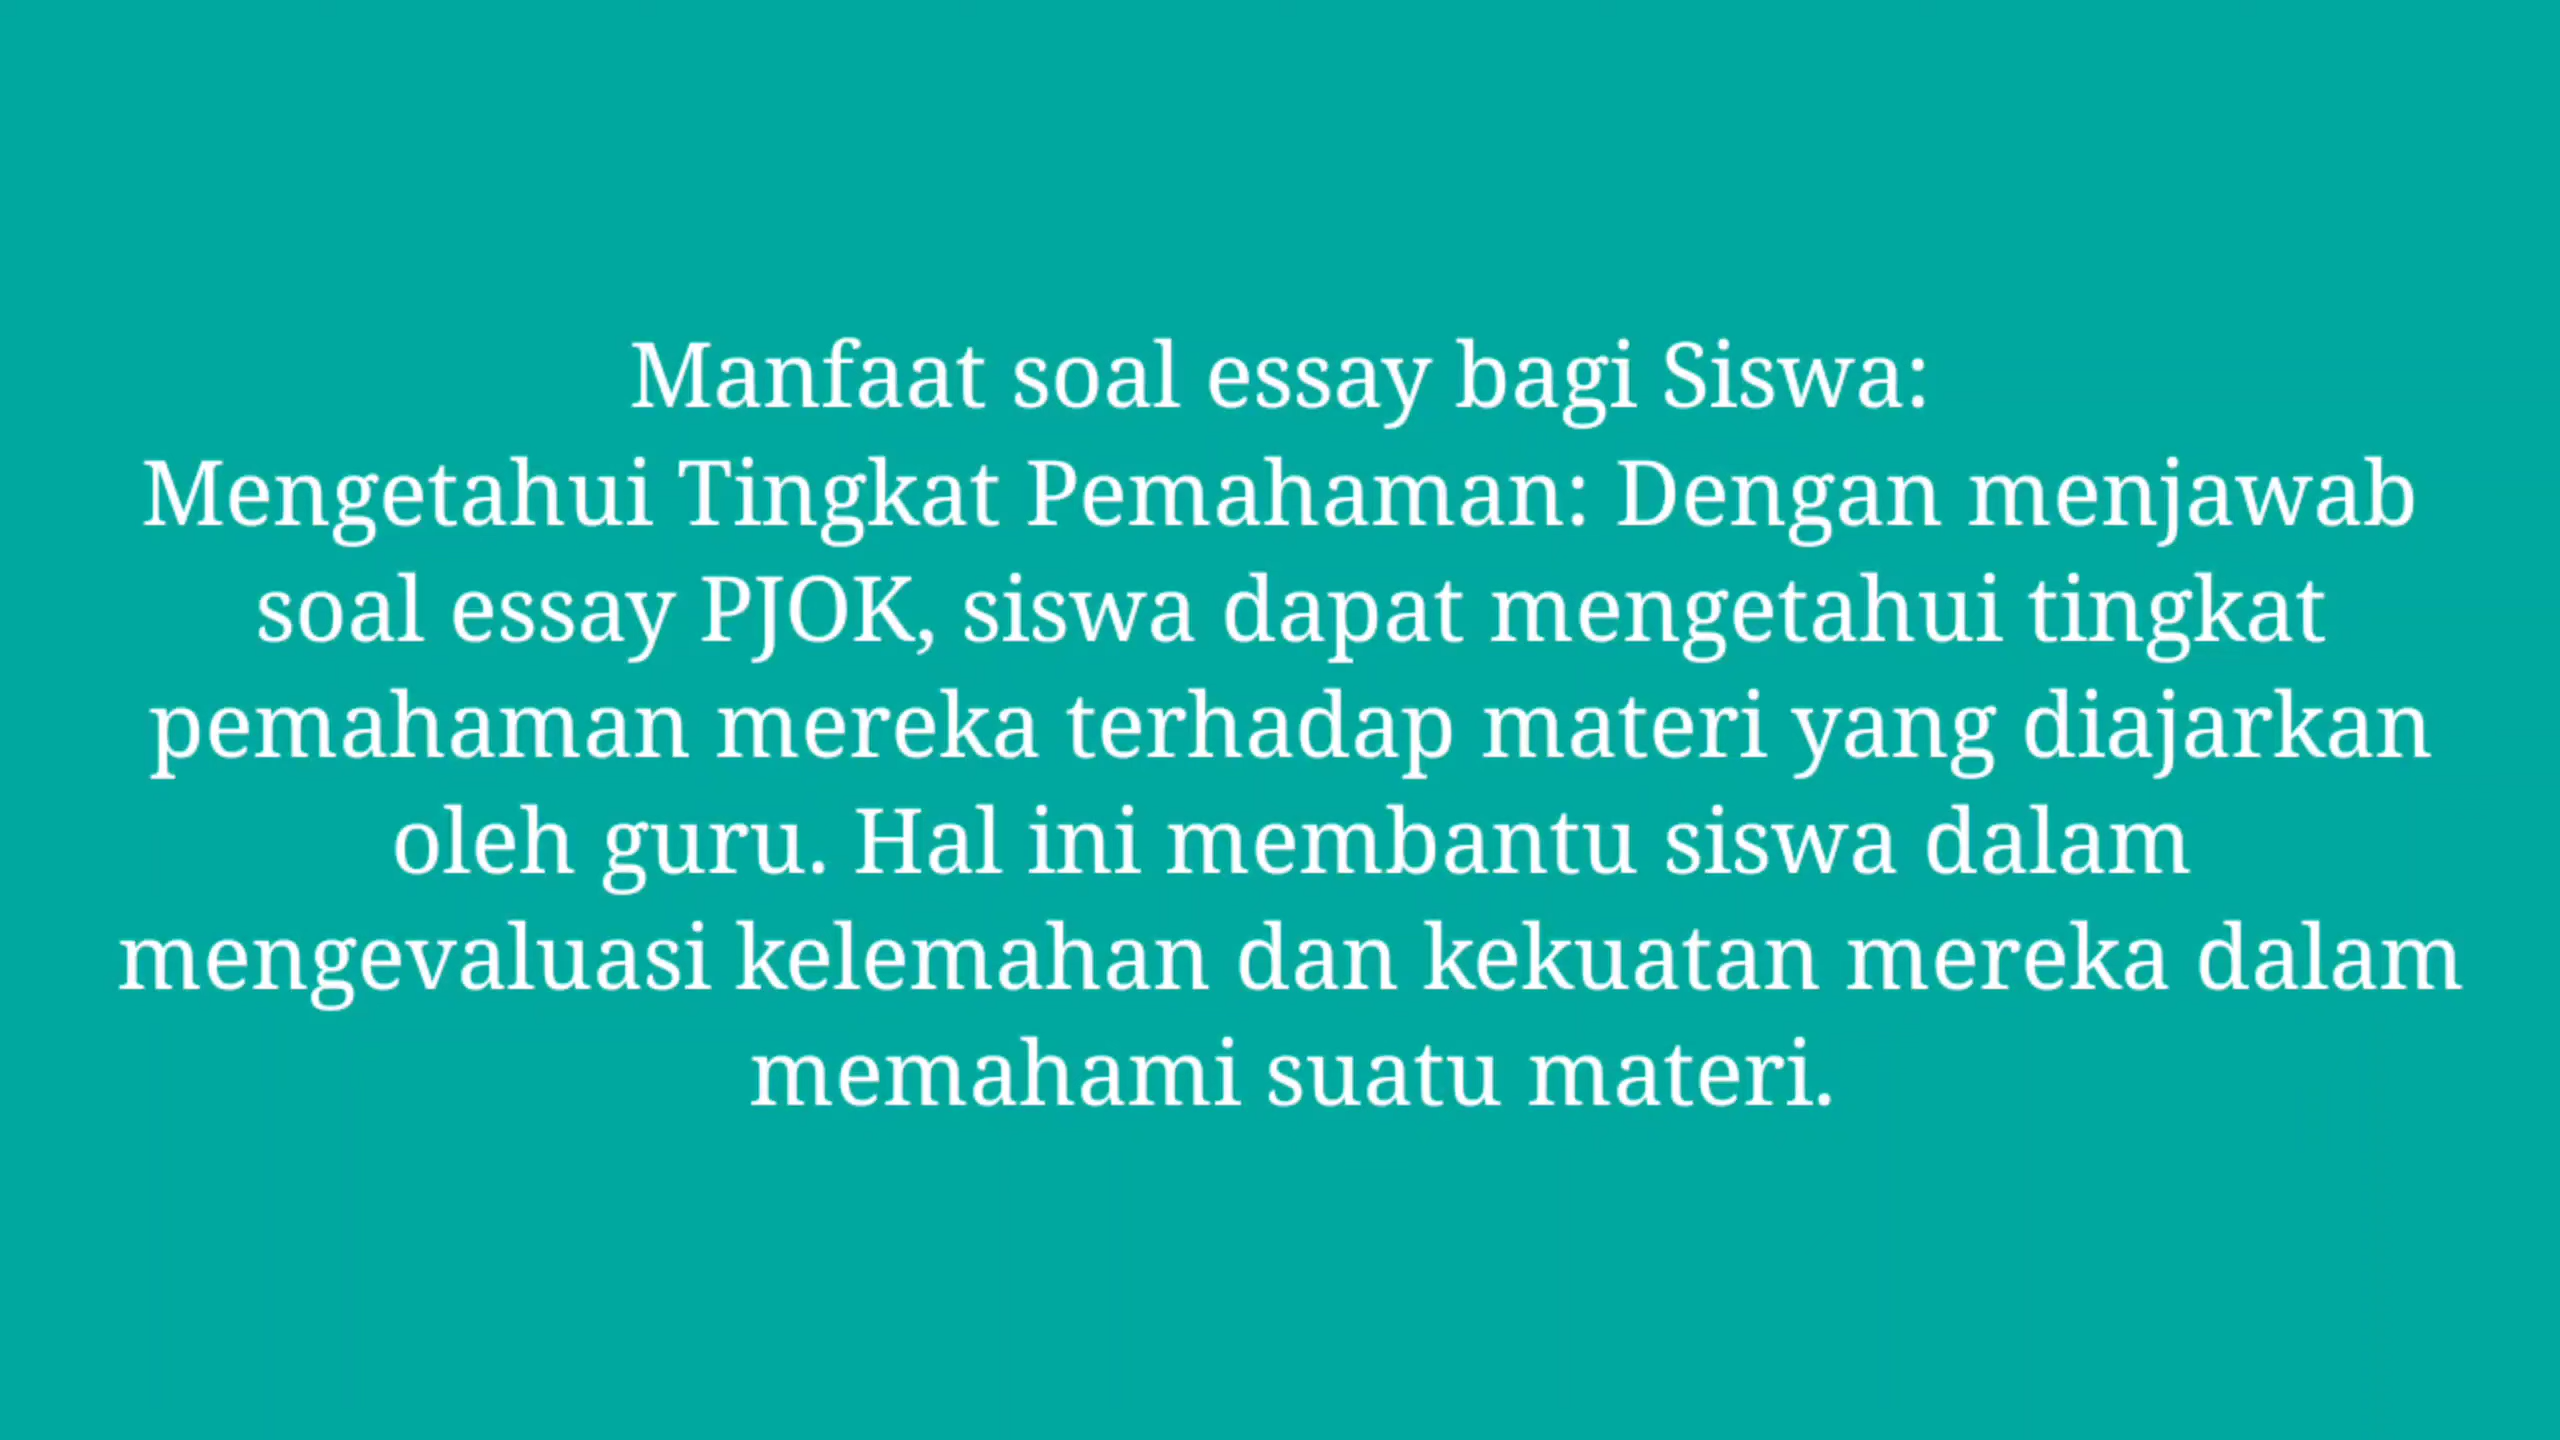 Manfaat soal essay bagi Siswa:
Mengetahui Tingkat Pemahaman: Dengan menjawab
soal essay PJOK, siswa dapat mengetahui tingkat
pemahaman mereka terhadap materi yang diajarkan
oleh guru. Hal ini membantu siswa dalam
mengevaluasi kelemahan dan kekuatan mereka dalam
memahami suatu materi.